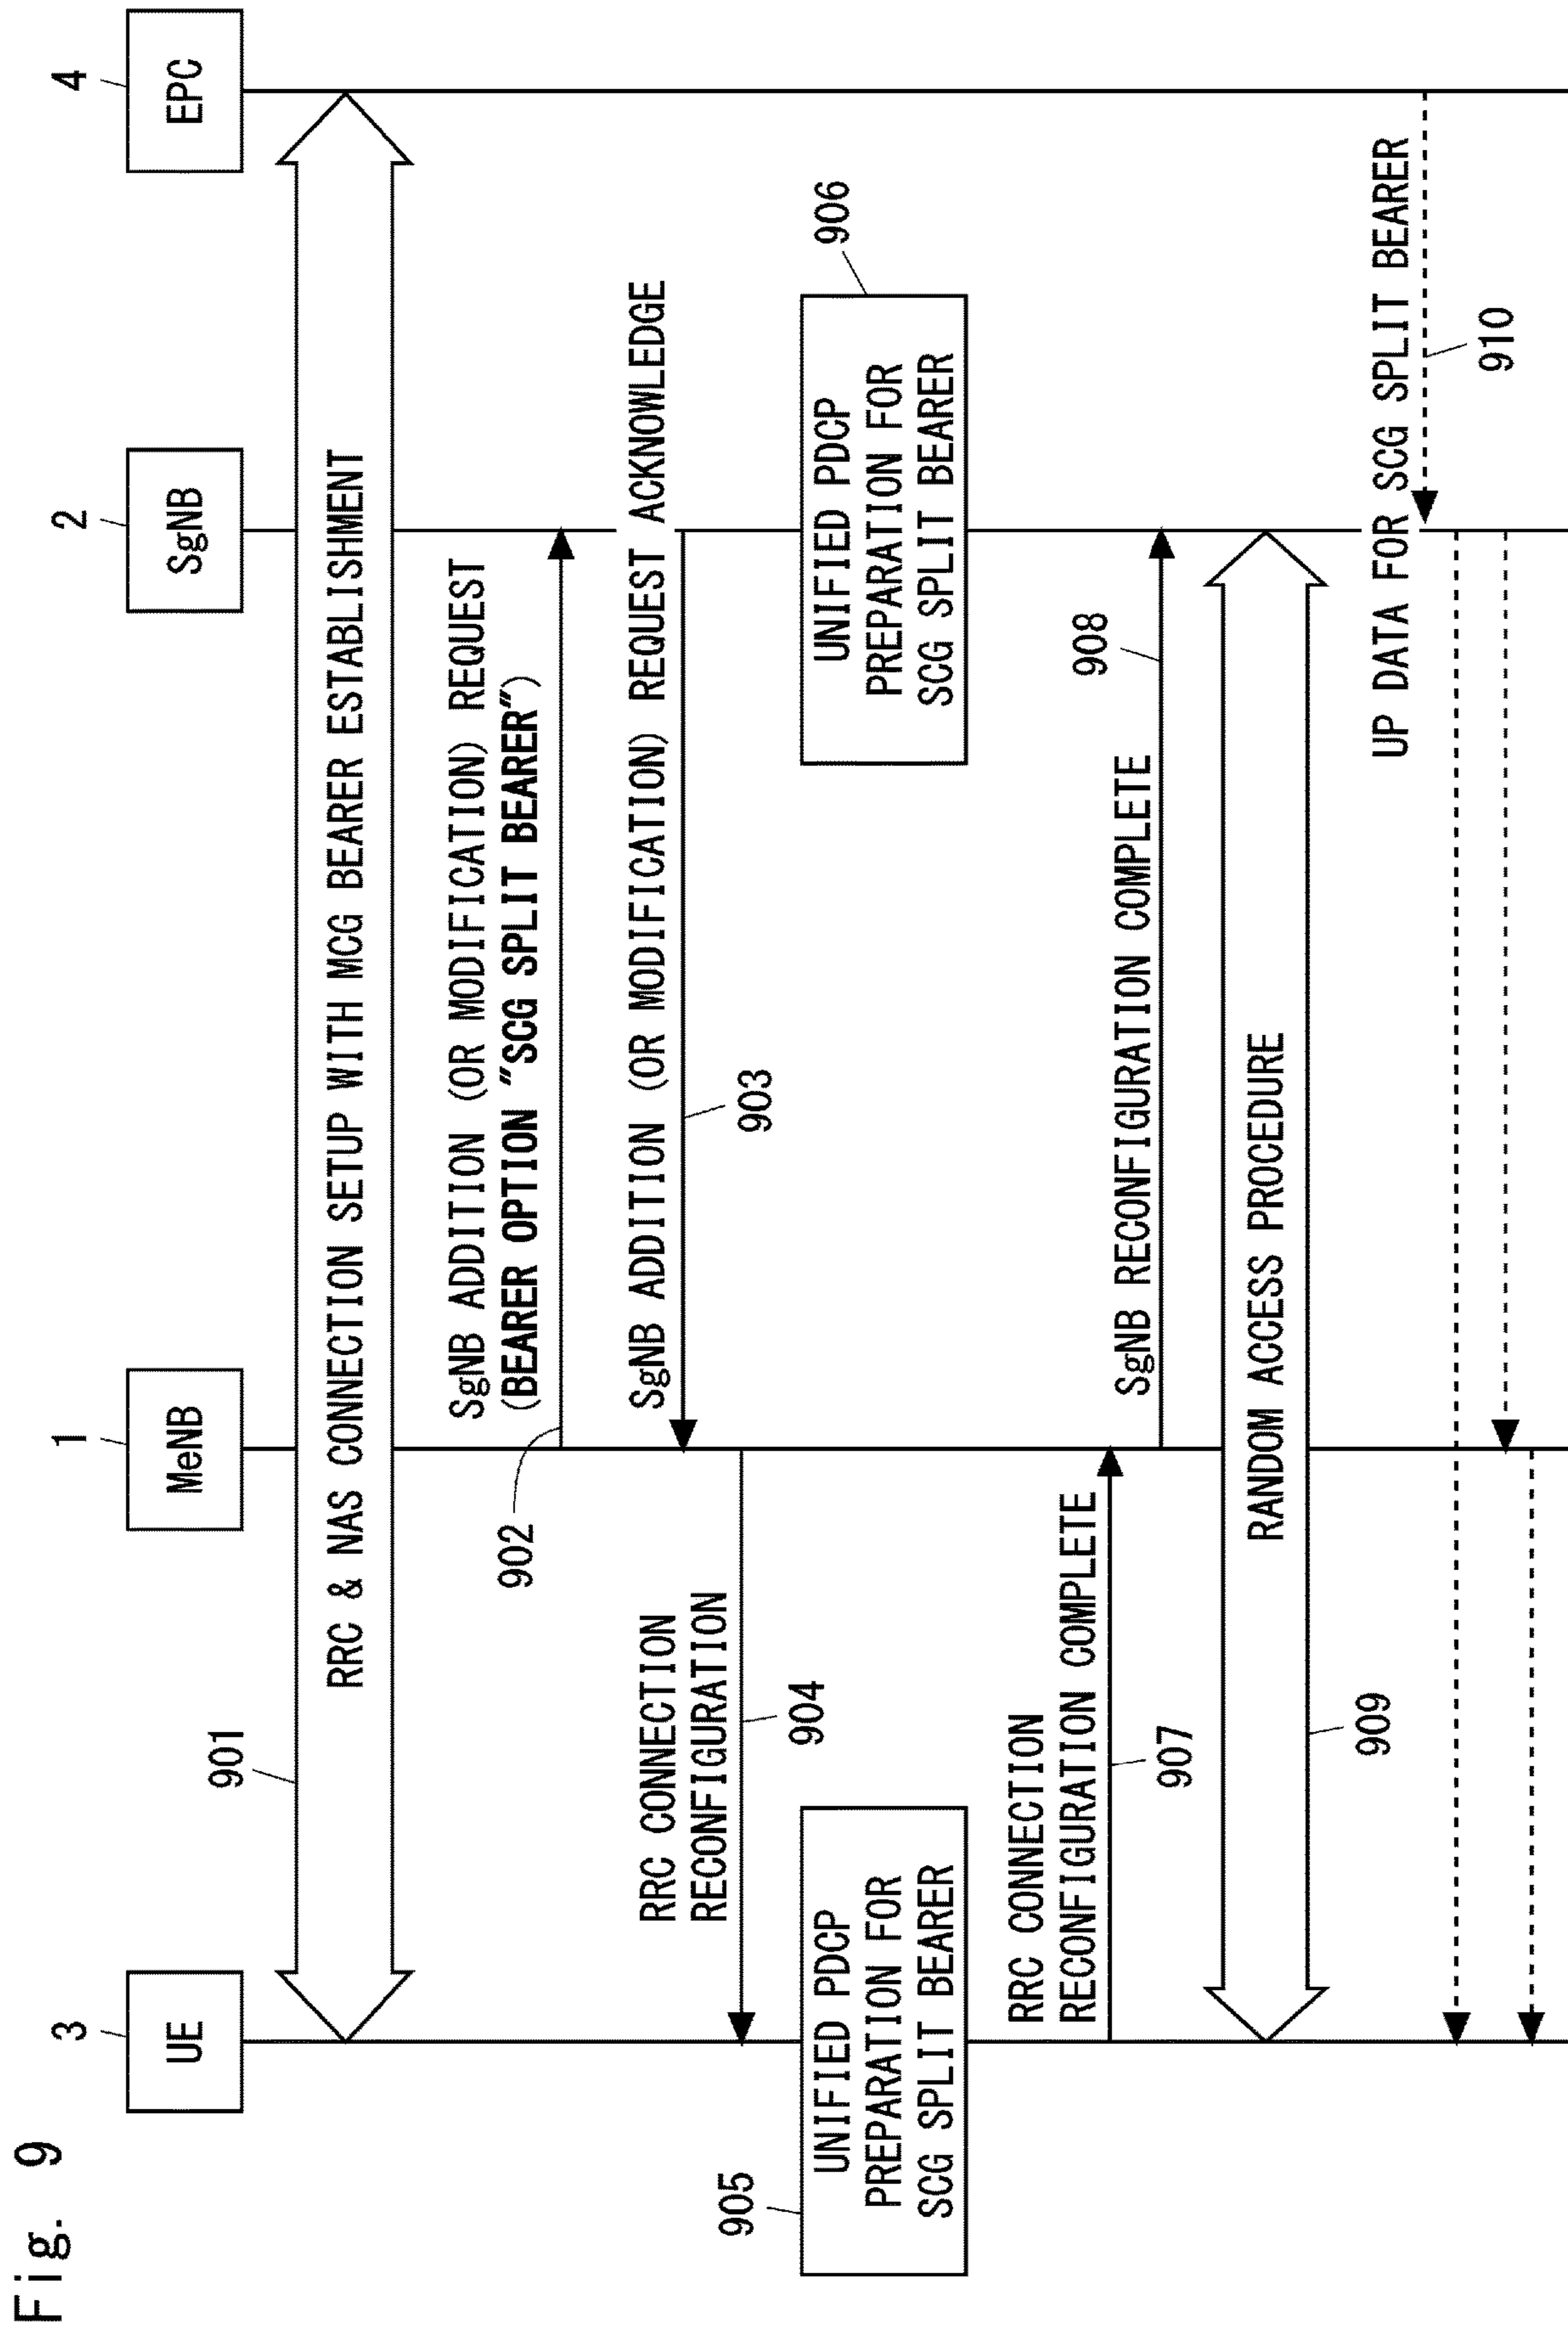 Fig. 9
3
1
2
4
UE
MeNB
SgNB
EPC
901
RRC & NAS CONNECTION SETUP WITH MCG BEARER ESTABLISHMENT
SgNB ADDITION (OR MODIFICATION) REQUEST
(BEARER OPTION "SCG SPLIT BEARER")
902
SgNB ADDITION (OR MODIFICATION) REQUEST ACKNOWLEDGE
903
RRC CONNECTION
RECONFIGURATION
904
905
UNIFIED PDCP
PREPARATION FOR
SCG SPLIT BEARER
906
UNIFIED PDCP
PREPARATION FOR
SCG SPLIT BEARER
RRC CONNECTION
RECONFIGURATION COMPLETE
907
SgNB RECONFIGURATION COMPLETE
908
RANDOM ACCESS PROCEDURE
909
UP DATA FOR SCG SPLIT BEARER
910